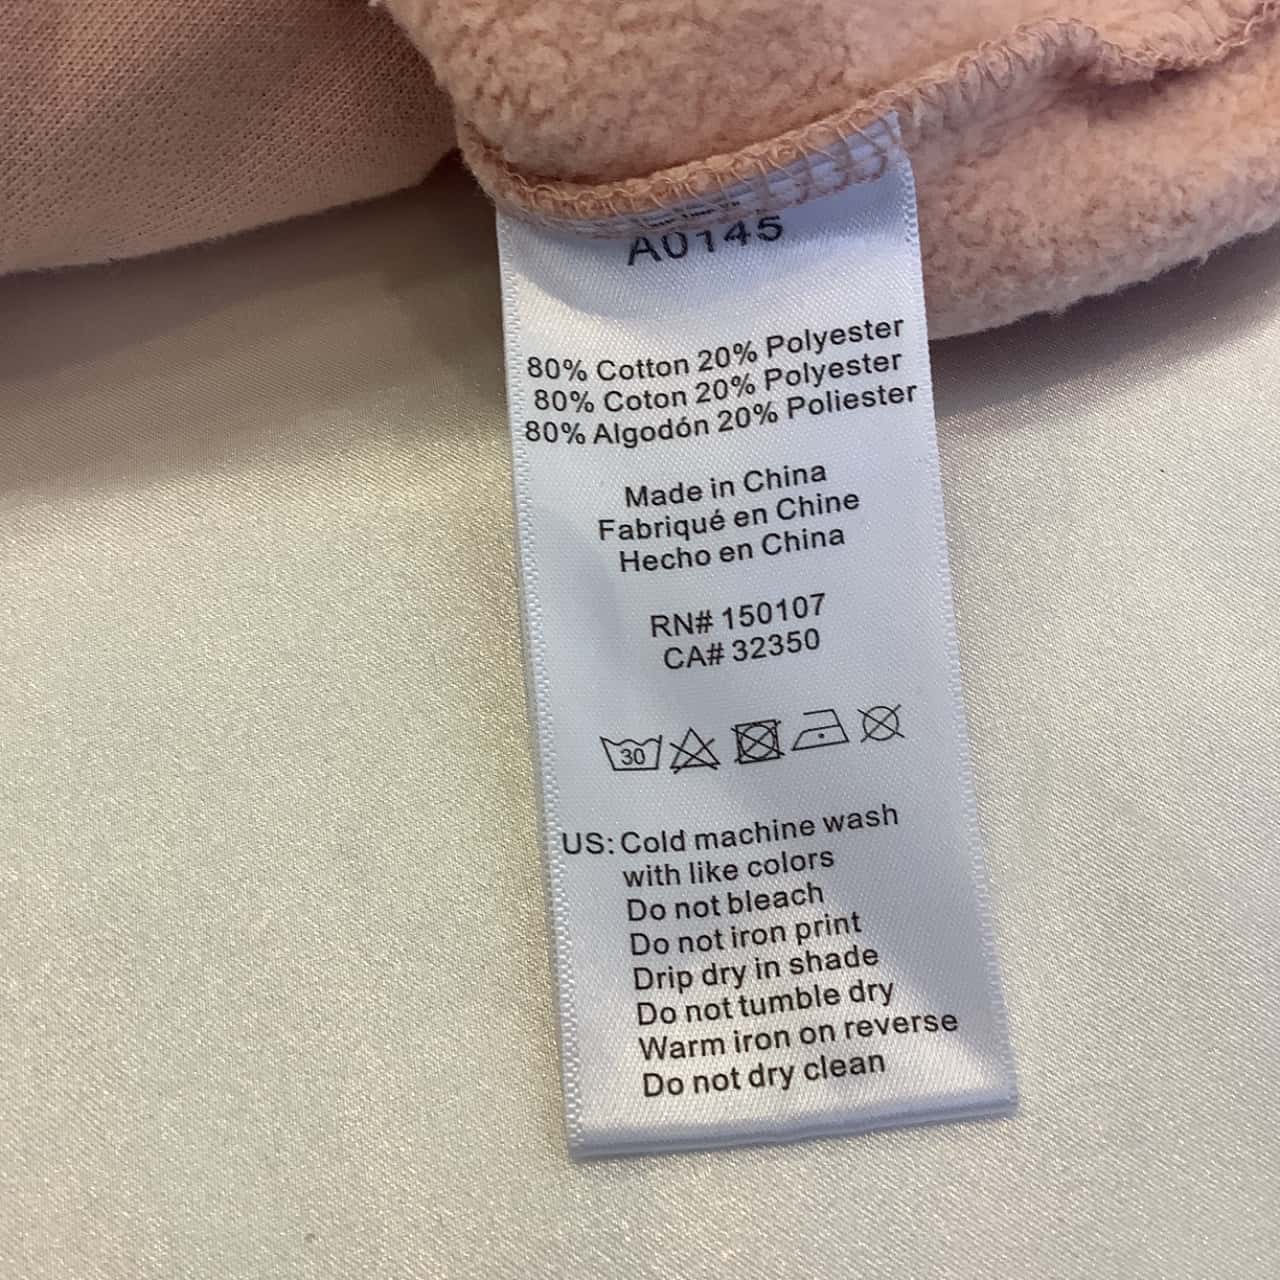 A0145
80% Cotton 20% Polyester
80% Coton 20% Polyester
80% Algodón 20% Poliester
Made in China
Fabriqué en Chine
Hecho en China
RN# 150107
CA# 32350
30
US: Cold machine wash
with like colors
Do not bleach
Do not iron print
Drip dry in shade
Do not tumble dry
Warm iron on reverse
Do not dry clean